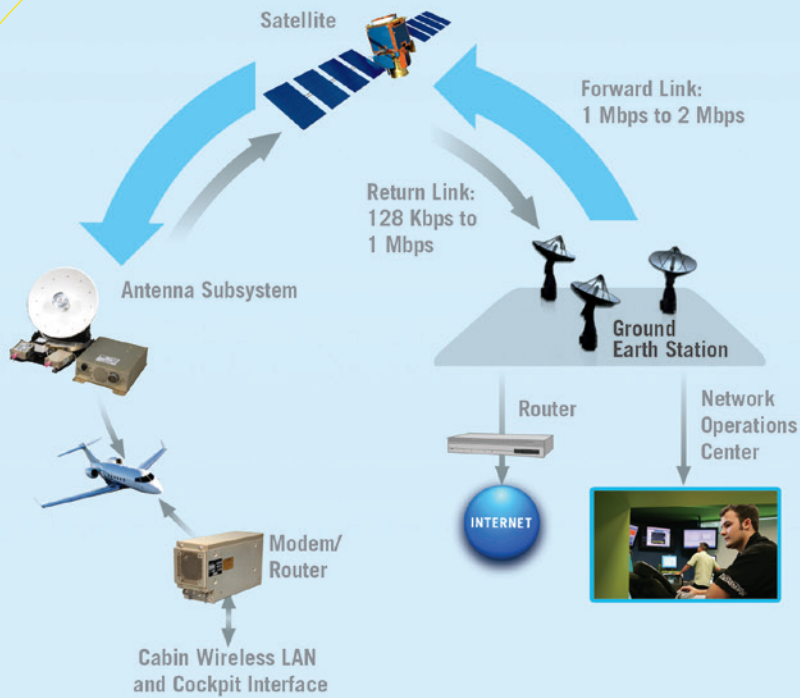 Satellite
Forward Link:
1 Mbps to 2 Mbps
Return Link:
128 Kbps to
1 Mbps
Antenna Subsystem
Ground
Earth Station
Router
Network
Operations
Center
INTERNET
Modem/
Router
Cabin Wireless LAN
and Cockpit Interface